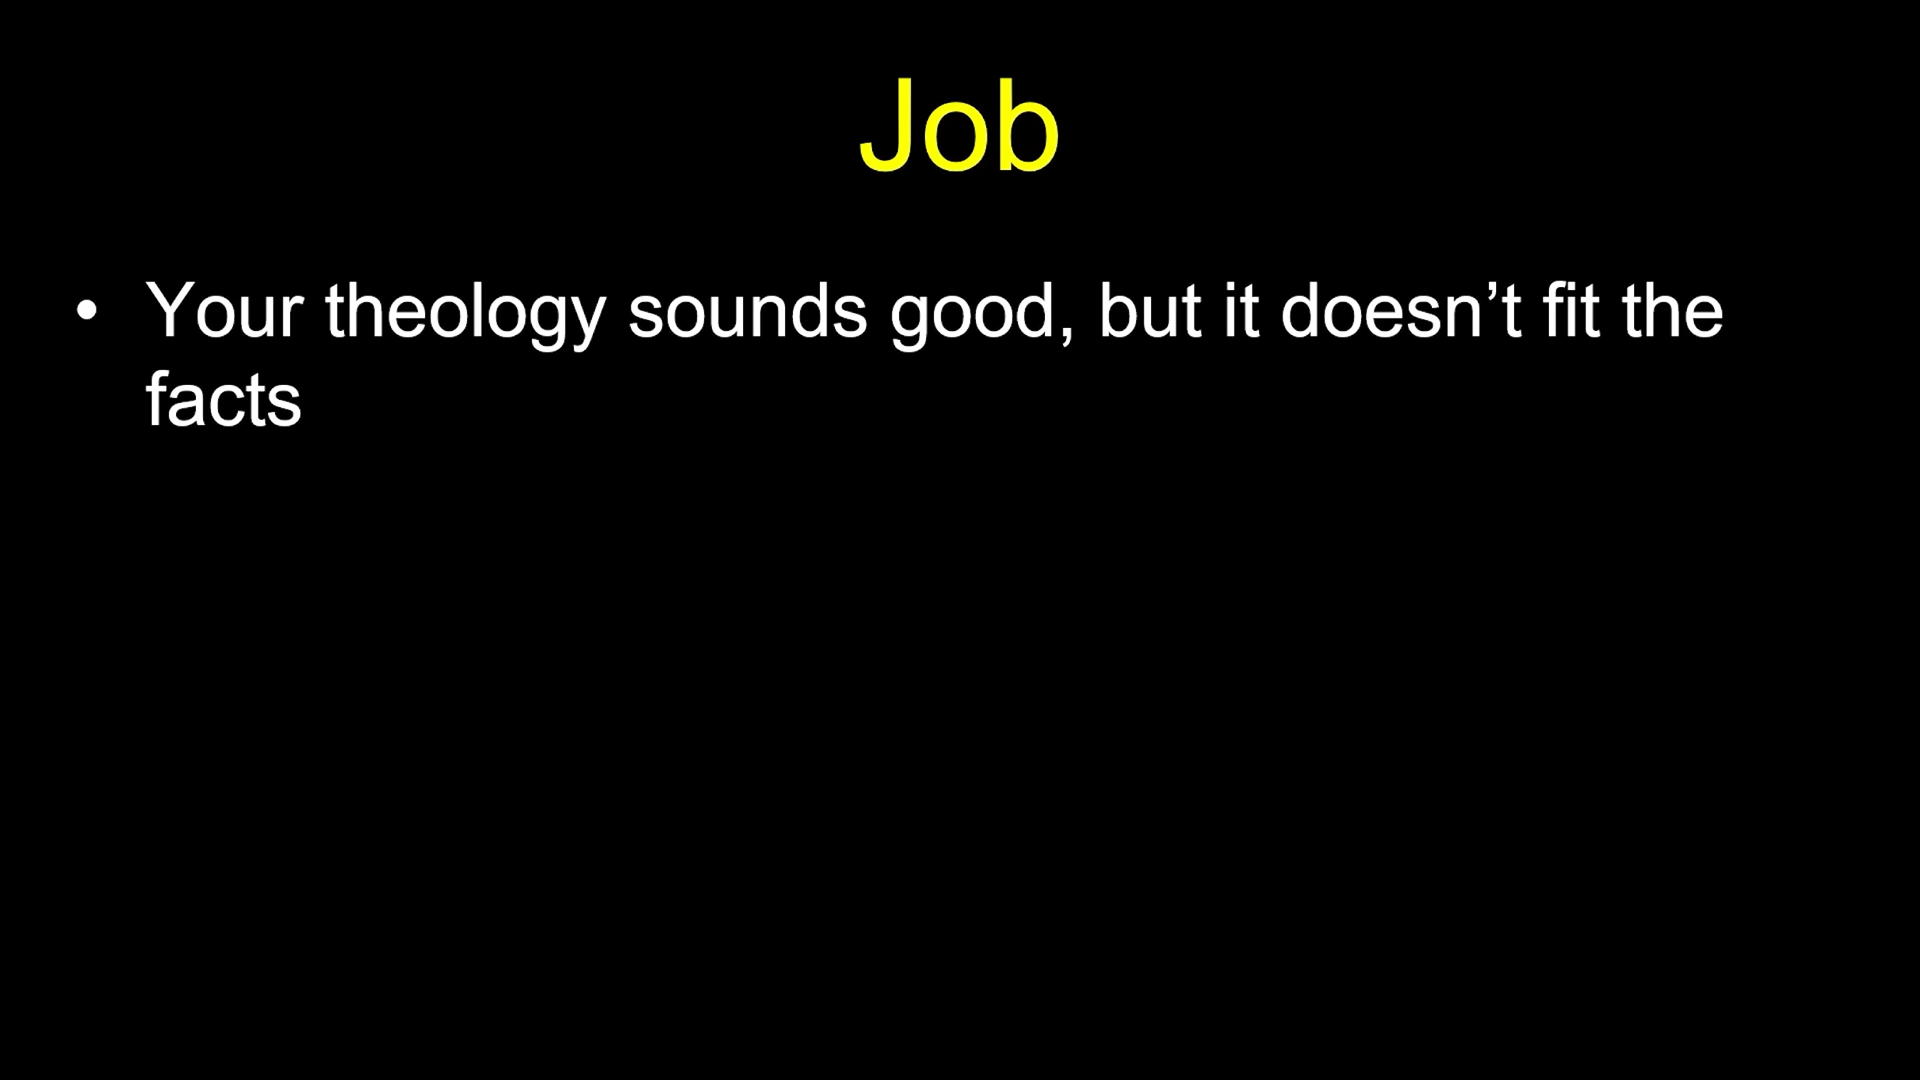 Job
• Your theology sounds good, but it doesn’t fit the
facts